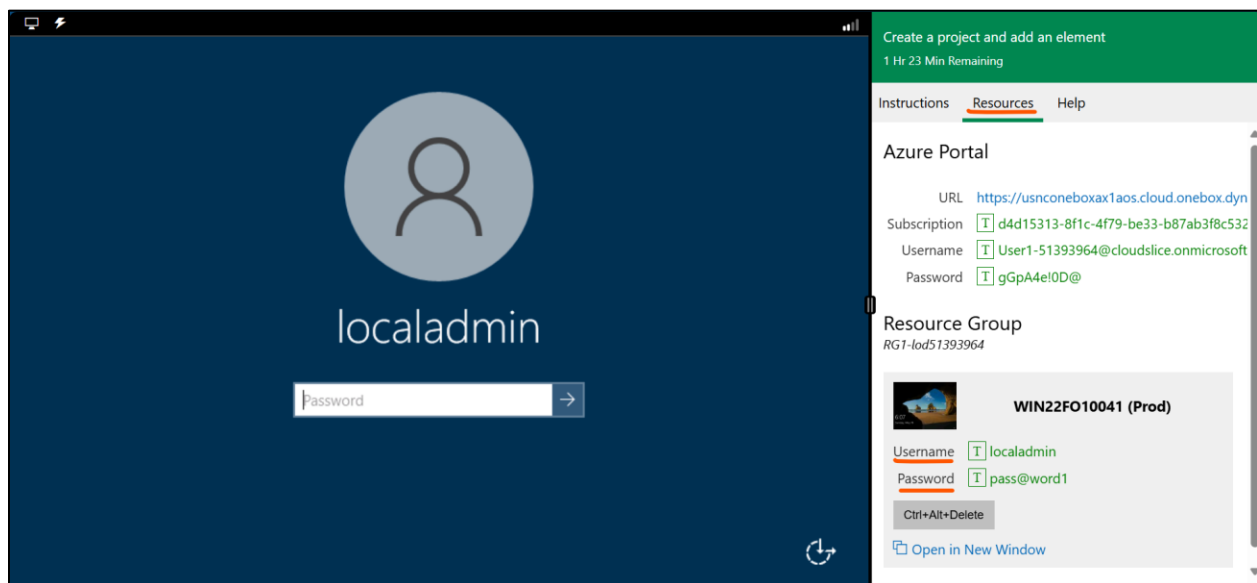 localadmin
Password
Create a project and add an element
1 Hr 23 Min Remaining
Instructions Resources Help
Azure Portal
URL https://usnconeboxax1aos.cloud.onebox.dyn
Subscription T d4d15313-8f1c-4f79-be33-b87ab3f8c532
Username T User1-51393964@cloudslice.onmicrosoft
Password T gGpA4e!0D@
Resource Group
RG1-lod51393964
WIN22FO10041 (Prod)
Username T localadmin
Password T pass@word1
Ctrl+Alt+Delete
Open in New Window